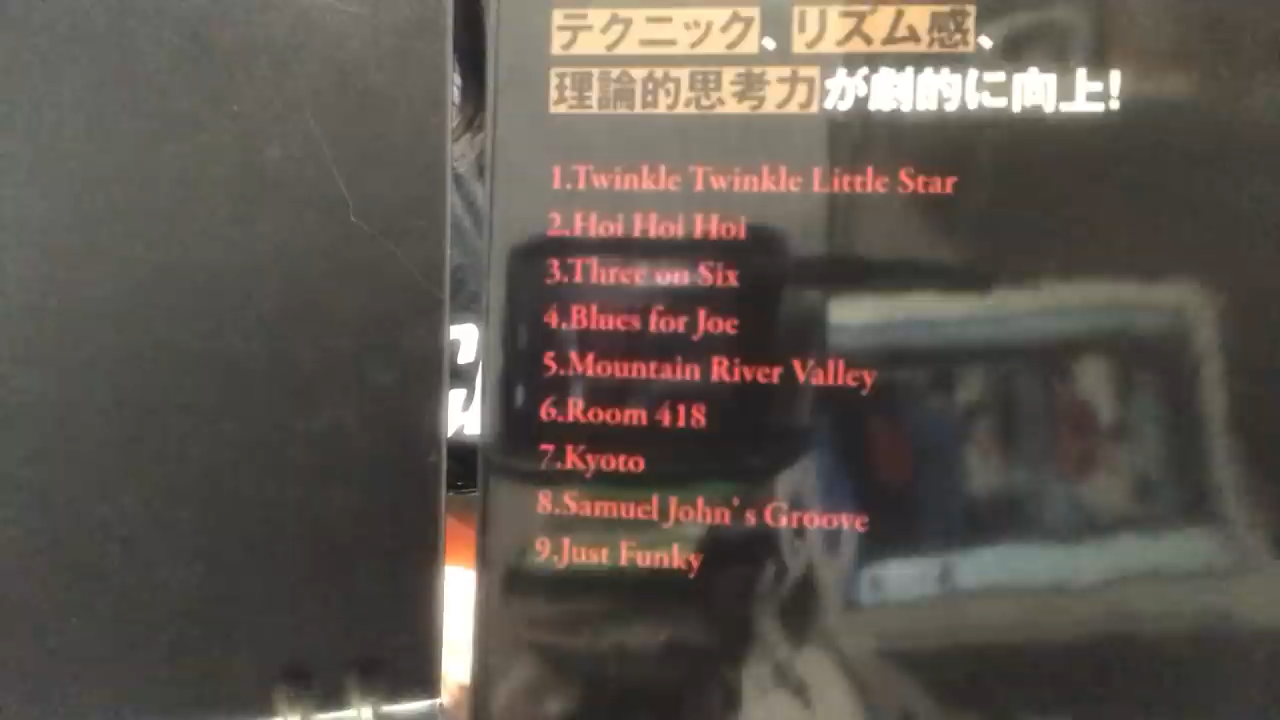 テクニック、リズム感、
理論的思考力が劇的に向上!
1.Twinkle Twinkle Little Star
2.Hoi Hoi Hoi
3.Three on Six
4.Blues for Joe
5.Mountain River Valley
6.Room 418
7.Kyoto
8.Samuel John's Groove
9.Just Funky